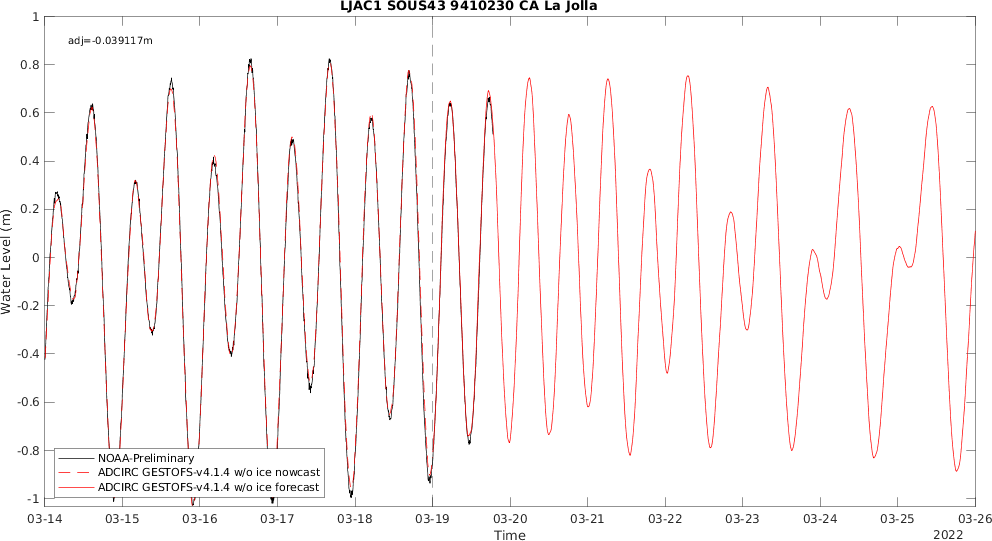 LJAC1 SOUS43 9410230 CA La Jolla
adj=-0.039117m
1
0.8
0.6
0.4
0.2
0
-0.2
-0.4
-0.6
-0.8
-1
Water Level (m)
NOAA-Preliminary
ADCIRC GESTOFS-v4.1.4 w/o ice nowcast
ADCIRC GESTOFS-v4.1.4 w/o ice forecast
03-14 03-15 03-16 03-17 03-18 03-19 03-20 03-21 03-22 03-23 03-24 03-25 03-26
Time
2022